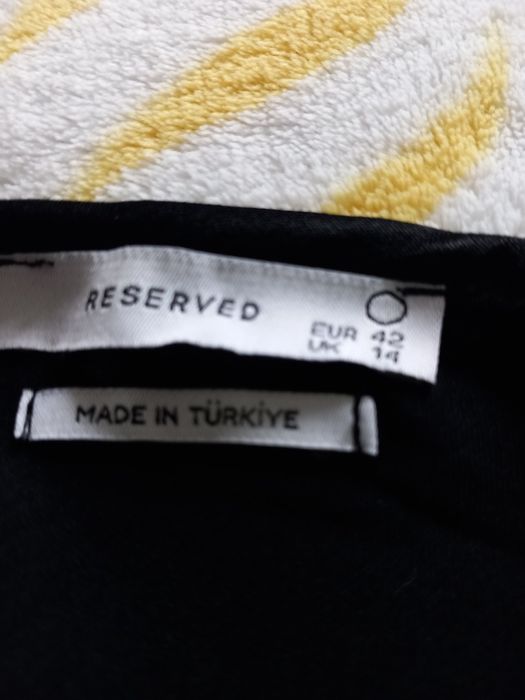 RESERVED
EUR 42
UK 14
MADE IN TÜRKİYE